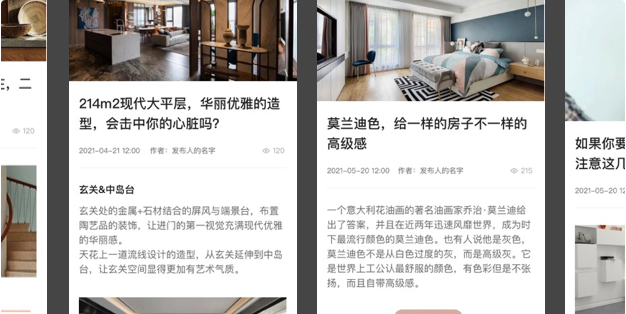 主，二
120
214m2现代大平层，华丽优雅的造
型，会击中你的心脏吗？
2021-04-21 12:00 作者：发布人的名字 120
玄关&中岛台
玄关处的金属+石材结合的屏风与端景台，布置
陶艺品的装饰，让进门的第一视觉充满现代优雅
的华丽感。
天花上一道流线设计的造型，从玄关延伸到中岛
台，让玄关空间显得更加有艺术气质。
莫兰迪色，给一样的房子不一样的
高级感
2021-05-20 12:00 作者：发布人的名字 215
一个意大利花油画的著名油画家乔治·莫兰迪给
出了答案，并且在近两年迅速风靡世界，成为时
下最流行颜色的莫兰迪色，也有人说他是灰色，
莫兰迪色不是从白色过度的灰，而是高级灰。它
是世界上工公认最舒服的颜色，有色彩但是不张
扬，而且自带高级感。
如果你要
注意这几
2021-05-20 12